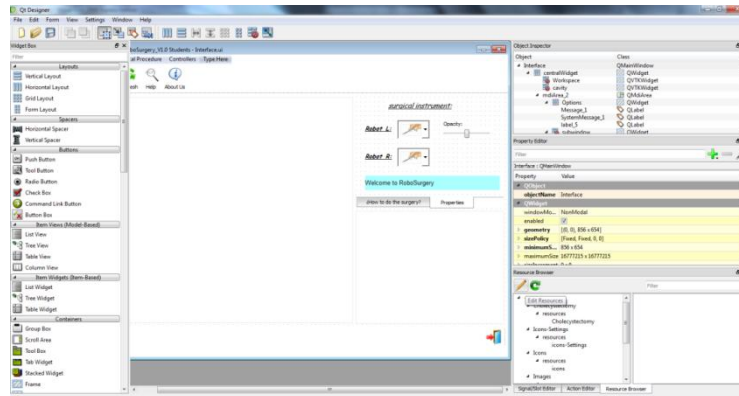 Qt Designer
File Edit Form View Settings Window Help
Widget Box
Filter
Layouts
Vertical Layout
Horizontal Layout
Grid Layout
Form Layout
Spacers
Horizontal Spacer
Vertical Spacer
Buttons
Push Button
Tool Button
Radio Button
Check Box
Command Link Button
Button Box
Item Views (Model-Based)
List View
Tree View
Table View
Column View
Item Widgets (Item-Based)
List Widget
Tree Widget
Table Widget
Containers
Group Box
Scroll Area
Tool Box
Tab Widget
Stacked Widget
Frame
boSurgery_V1.0 Students - Interface.ui
al Procedure Controllers Type Here
esh Help About Us
surgical instrument:
Robot L:
Opacity:
Robot R:
Welcome to RoboSurgery
¿How to do the surgery? Properties
Object Inspector
Object Class
Interface QMainWindow
centralWidget QWidget
Workspace QVTKWidget
cavity QVTKWidget
mdiArea_2 QMdiArea
Options QWidget
Message_1 QLabel
SystemMessage_1 QLabel
label_5 QLabel
subwindow QWidget
Property Editor
Filter
Interface : QMainWindow
Property Value
QObject
objectName Interface
QWidget
windowMo... NonModal
enabled
geometry [(0, 0), 856 x 654]
sizePolicy [Fixed, Fixed, 0, 0]
minimumS... 856 x 654
maximumSize 16777215 x 16777215
Resource Browser
Filter
Edit Resources
Cholecystectomy
resources
Cholecystectomy
Icons-Settings
resources
icons-Settings
Icons
resources
icons
Images
Signal/Slot Editor Action Editor Resource Browser